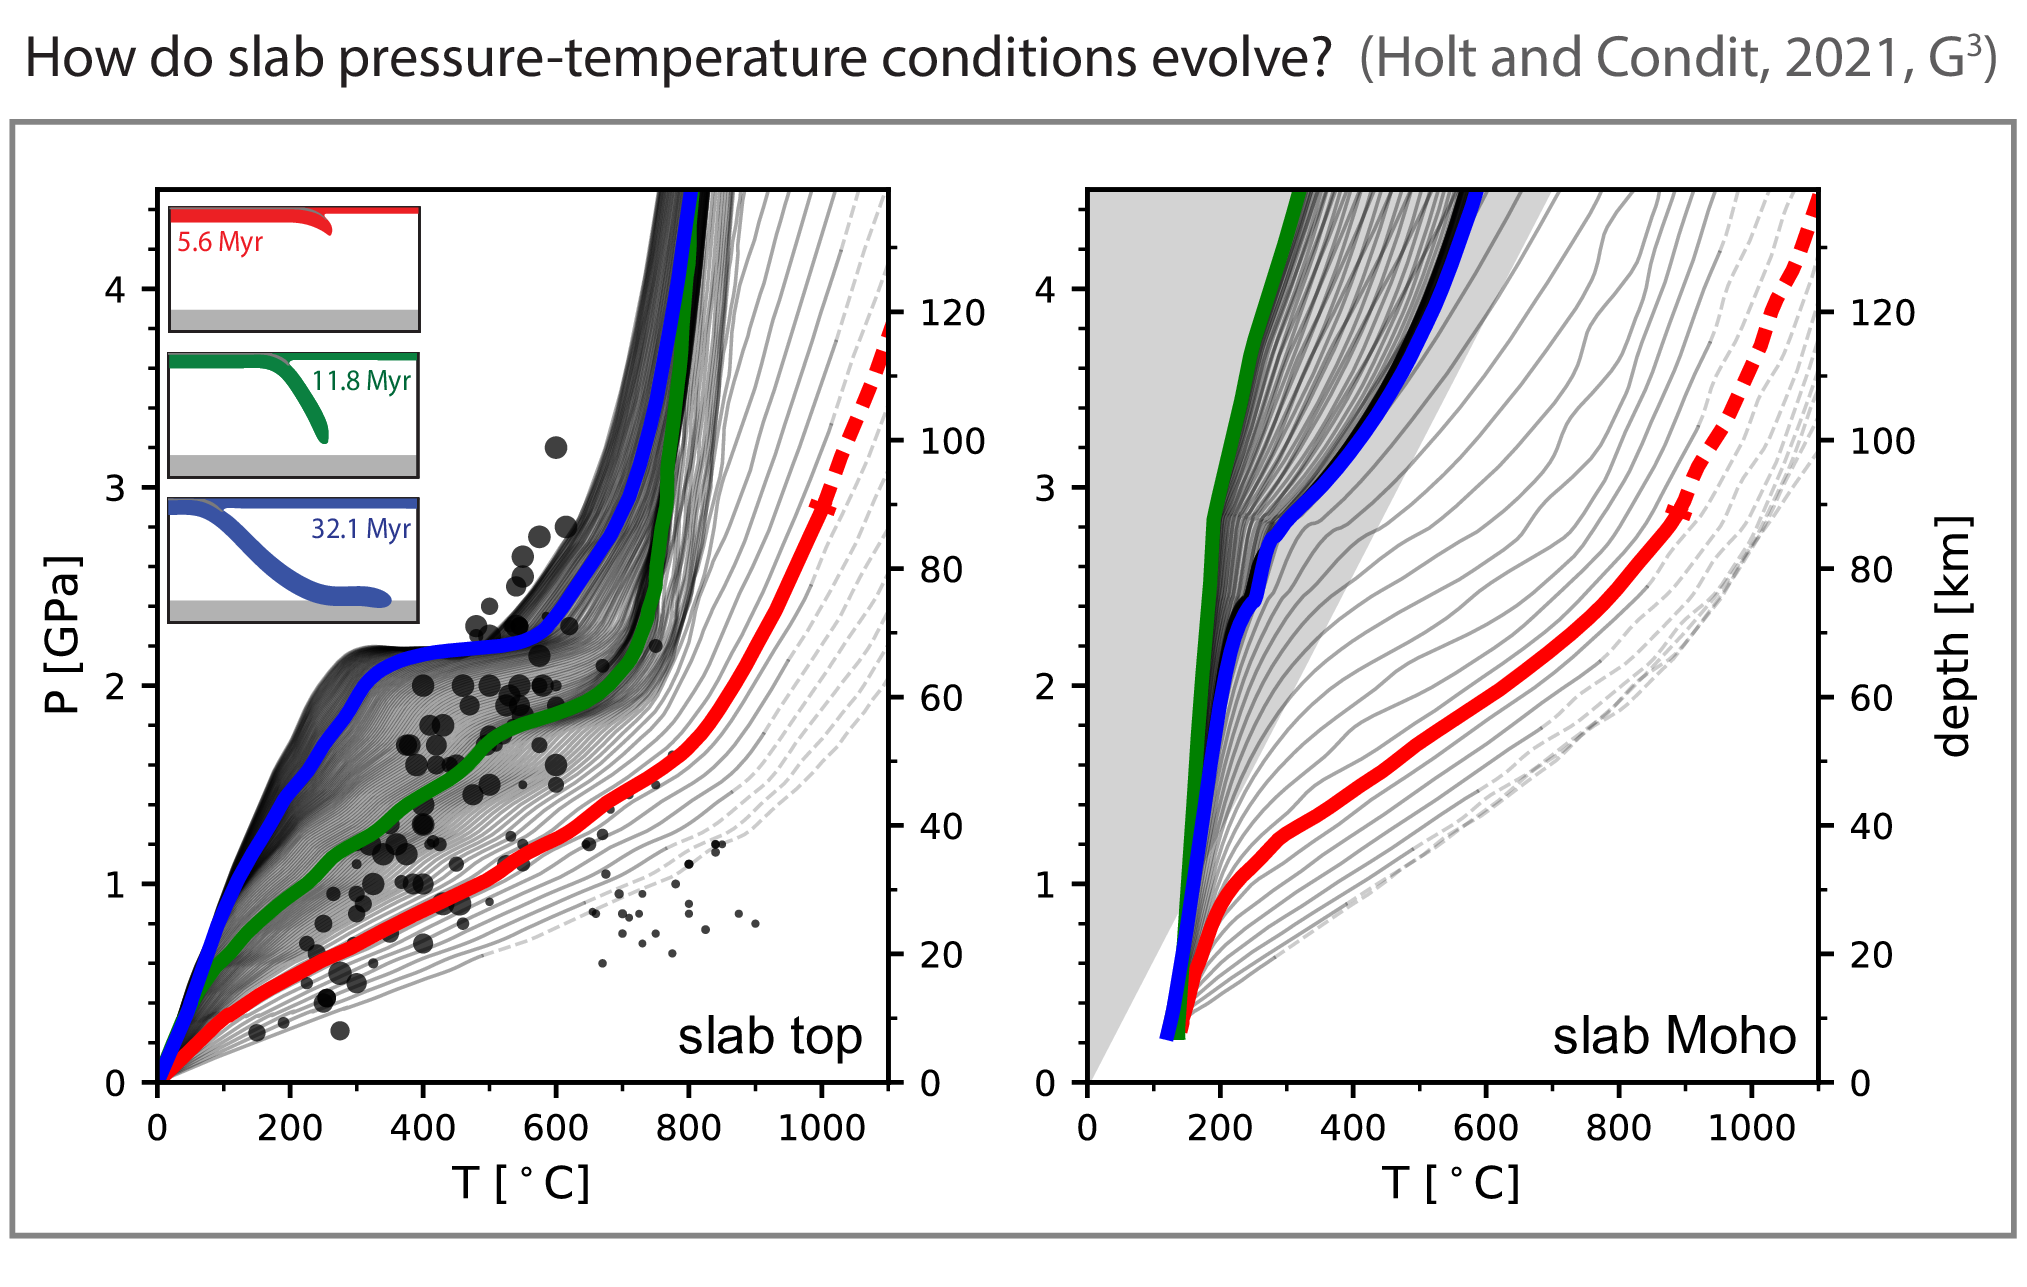 How do slab pressure-temperature conditions evolve? (Holt and Condit, 2021, G³)
5.6 Myr
11.8 Myr
32.1 Myr
slab top
P [GPa]
4
3
2
1
0
0 200 400 600 800 1000
T [°C]
120
100
80
60
40
20
0
slab Moho
4
3
2
1
0
0 200 400 600 800 1000
T [°C]
120
100
80
60
40
20
0
depth [km]